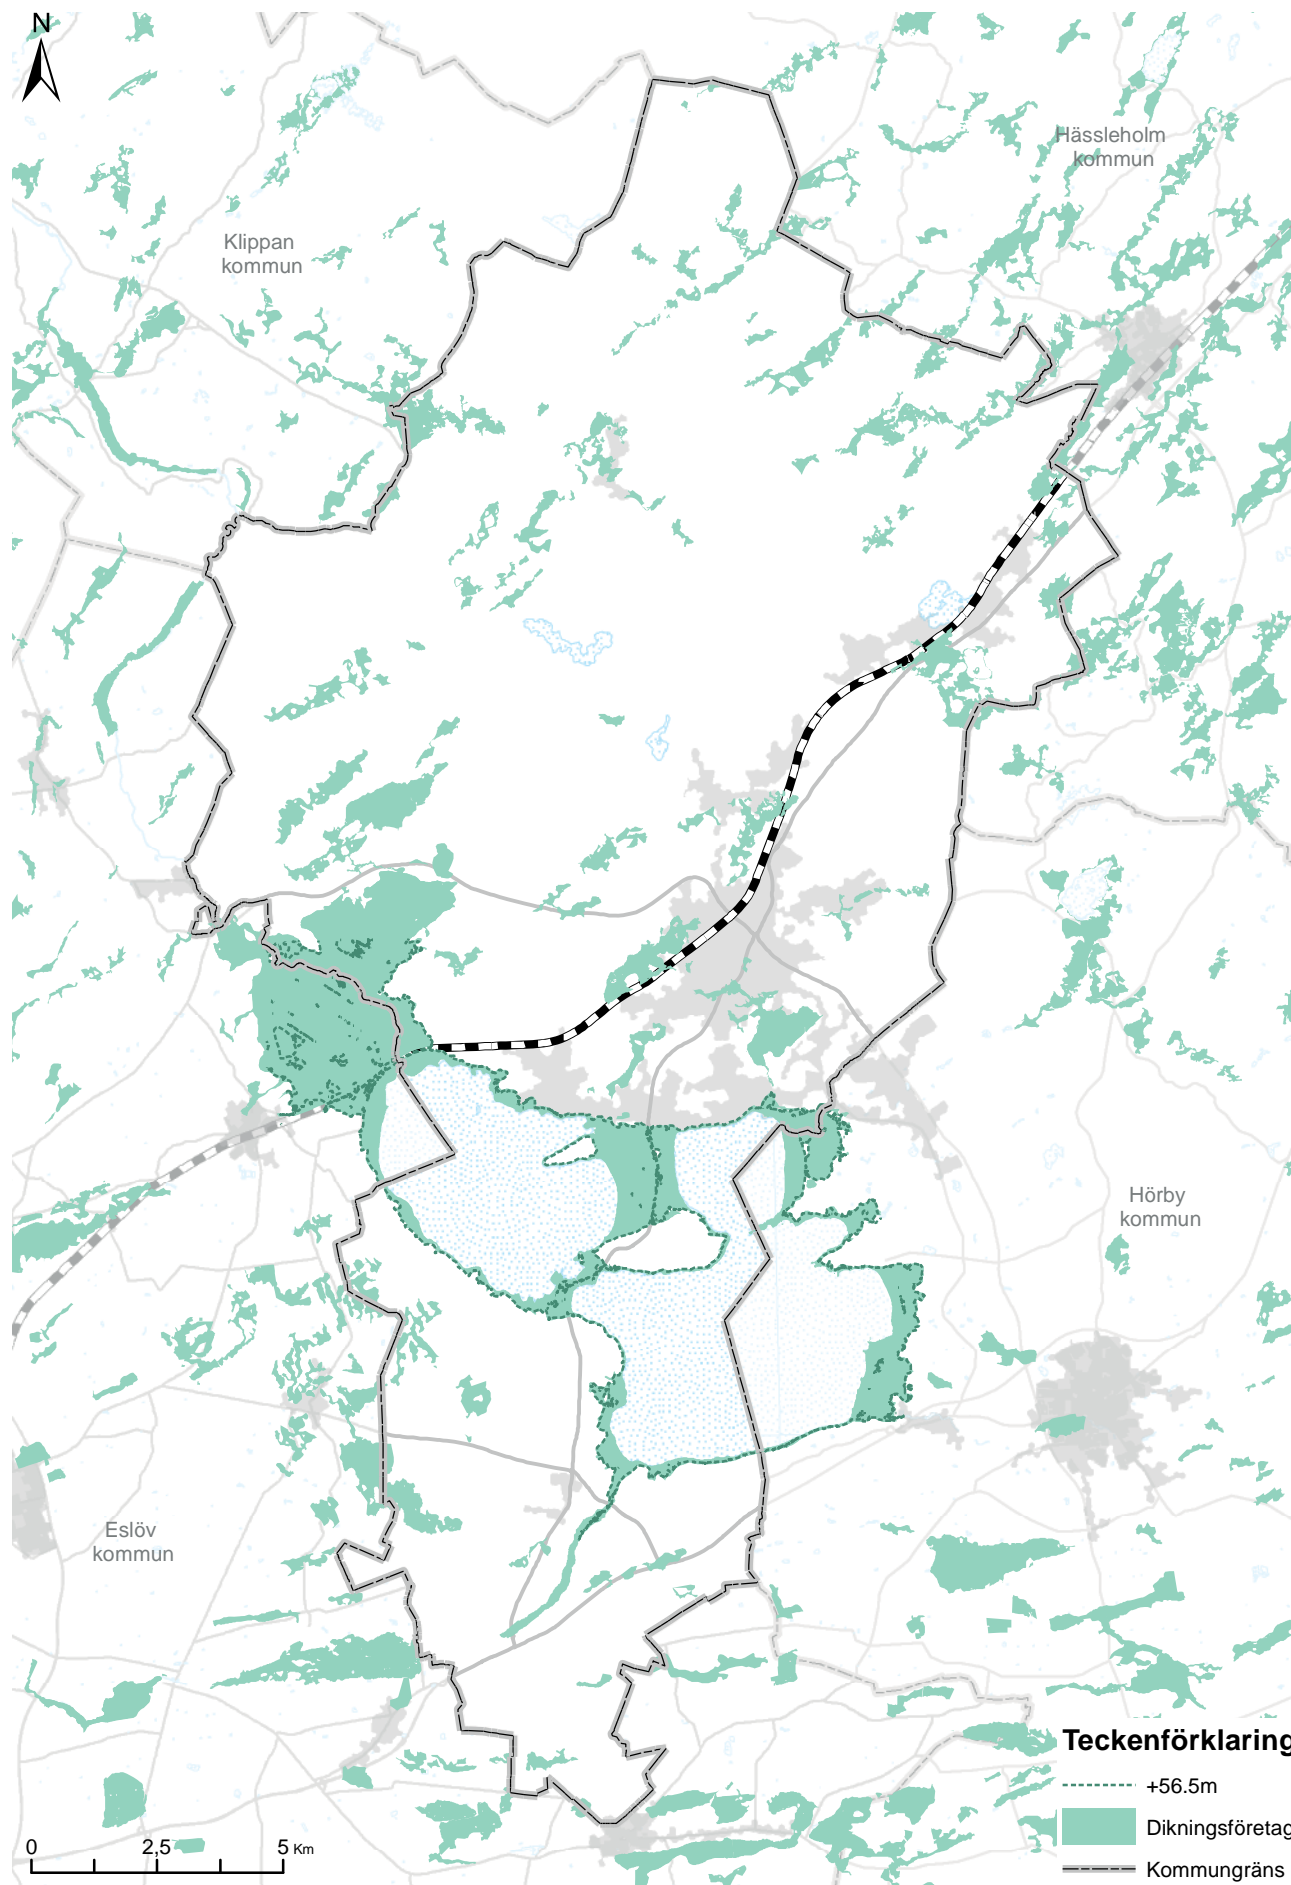 N
Hässleholm
kommun
Klippan
kommun
Hörby
kommun
Eslöv
kommun
Teckenförklaring
+56.5m
Dikningsföretag
Kommungräns
0 2,5 5 Km